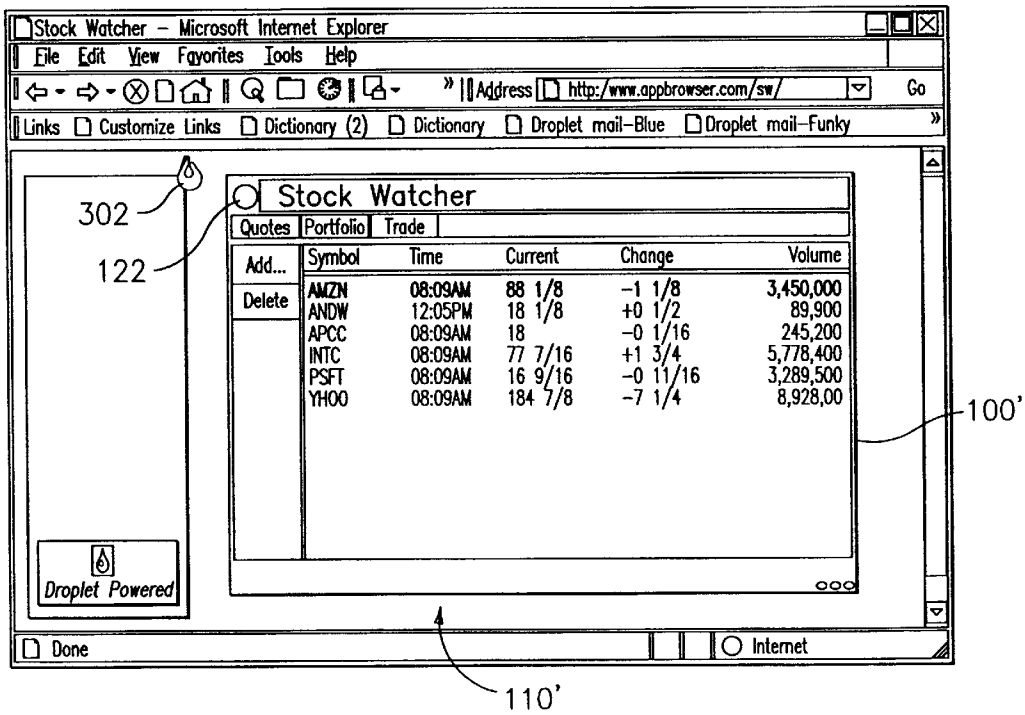 Stock Watcher – Microsoft Internet Explorer
File Edit View Favorites Tools Help
» Address http:/www.appbrowser.com/sw/ Go
Links Customize Links Dictionary (2) Dictionary Droplet mail–Blue Droplet mail–Funky »
302
122
Stock Watcher
Quotes Portfolio Trade
Add... Symbol Time Current Change Volume
Delete AMZN 08:09AM 88 1/8 –1 1/8 3,450,000
ANDW 12:05PM 18 1/8 +0 1/2 89,900
APCC 08:09AM 18 –0 1/16 245,200
INTC 08:09AM 77 7/16 +1 3/4 5,778,400
PSFT 08:09AM 16 9/16 –0 11/16 3,289,500
YHOO 08:09AM 184 7/8 –7 1/4 8,928,00
100'
Droplet Powered
Done Internet
110'